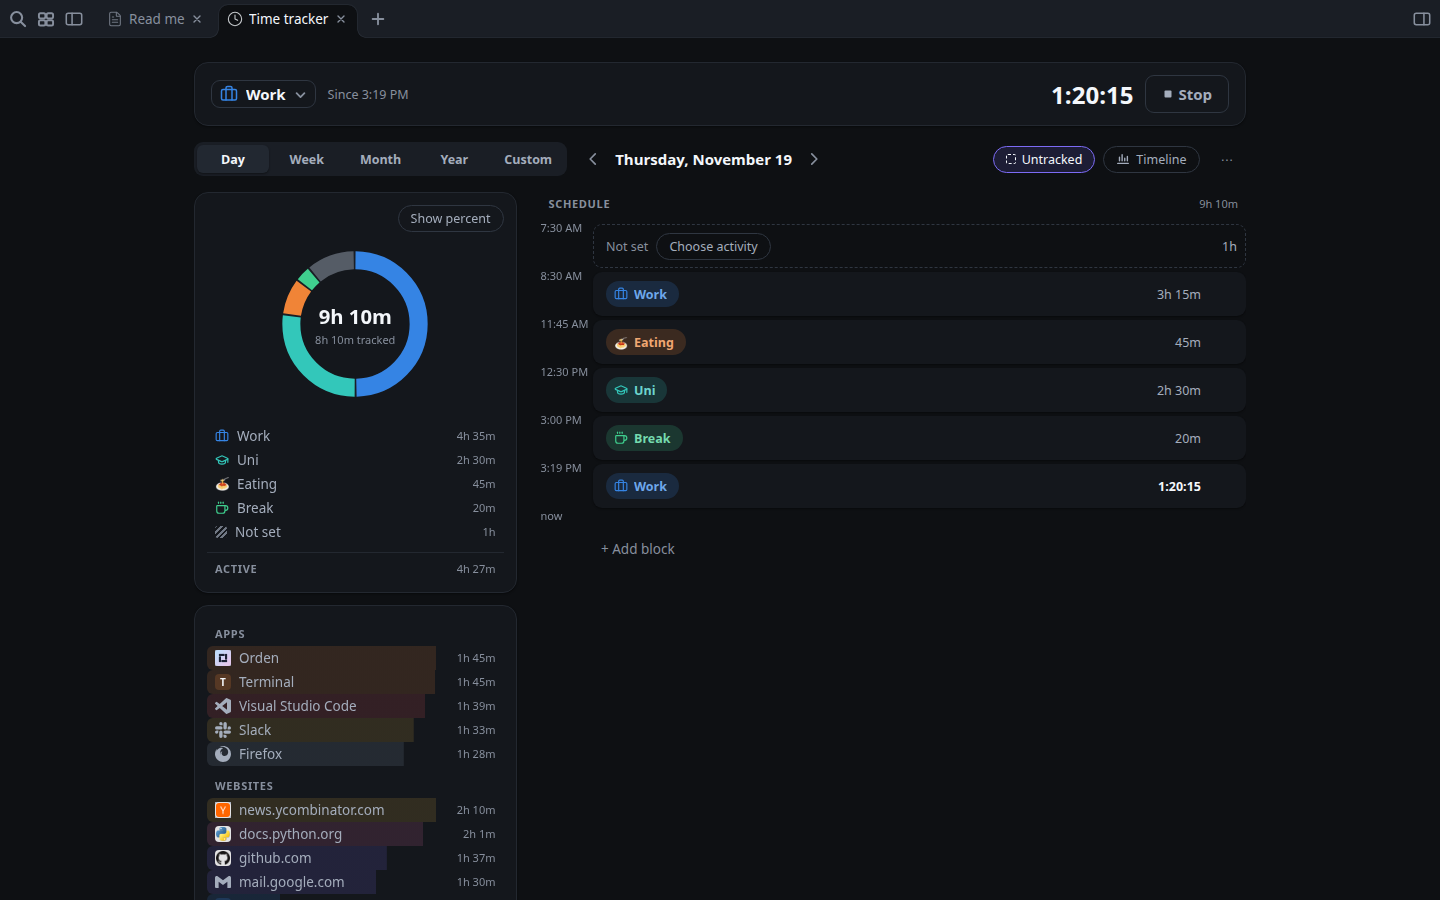 Read me
Time tracker
Work
Since 3:19 PM
1:20:15
Stop
Day
Week
Month
Year
Custom
Thursday, November 19
Untracked
Timeline
...
Show percent
9h 10m
8h 10m tracked
Work 4h 35m
Uni 2h 30m
Eating 45m
Break 20m
Not set 1h
ACTIVE 4h 27m
APPS
Orden 1h 45m
T Terminal 1h 45m
Visual Studio Code 1h 39m
Slack 1h 33m
Firefox 1h 28m
WEBSITES
Y news.ycombinator.com 2h 10m
docs.python.org 2h 1m
github.com 1h 37m
mail.google.com 1h 30m
SCHEDULE 9h 10m
7:30 AM
Not set Choose activity 1h
8:30 AM
Work 3h 15m
11:45 AM
Eating 45m
12:30 PM
Uni 2h 30m
3:00 PM
Break 20m
3:19 PM
Work 1:20:15
now
+ Add block